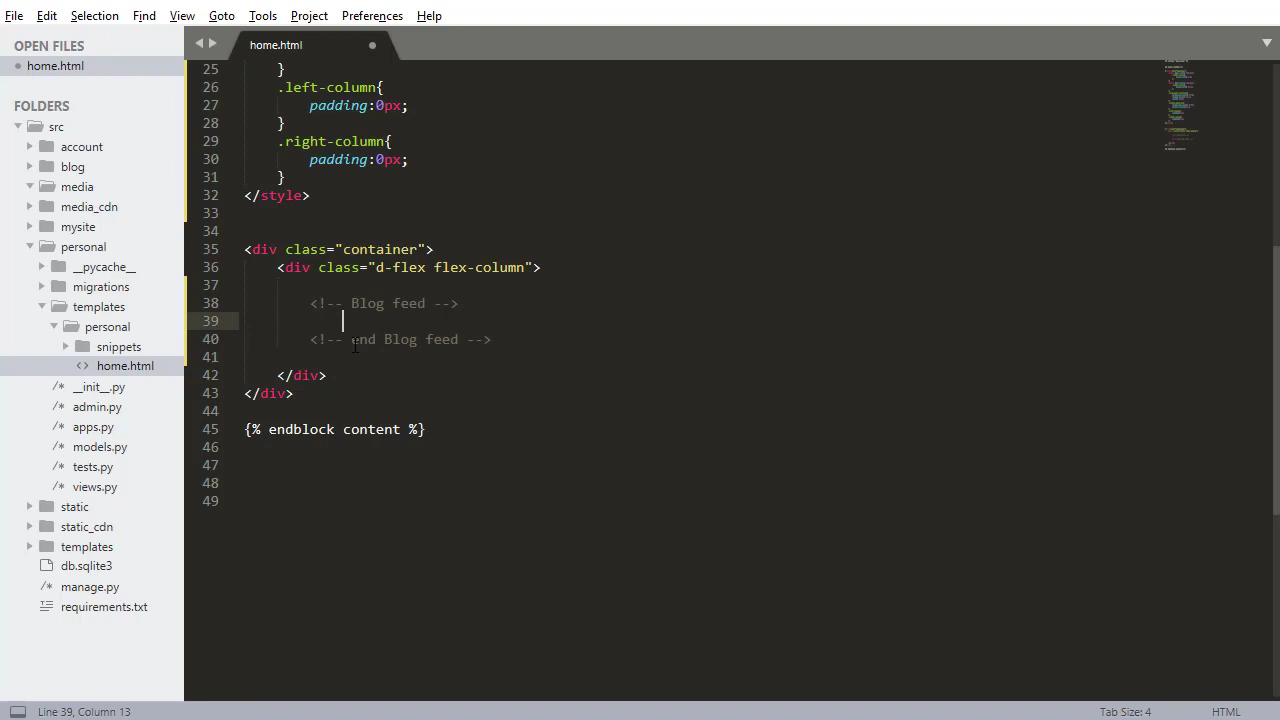 File Edit Selection Find View Goto Tools Project Preferences Help
OPEN FILES
home.html
FOLDERS
src
account
blog
media
media_cdn
mysite
personal
__pycache__
migrations
templates
personal
snippets
home.html
__init__.py
admin.py
apps.py
models.py
tests.py
views.py
static
static_cdn
templates
db.sqlite3
manage.py
requirements.txt
home.html
25 }
26 .left-column{
27 padding:0px;
28 }
29 .right-column{
30 padding:0px;
31 }
32 </style>
33
34
35 <div class="container">
36 <div class="d-flex flex-column">
37
38 <!-- Blog feed -->
39
40 <!-- end Blog feed -->
41
42 </div>
43 </div>
44
45 {% endblock content %}
46
47
48
49
Line 39, Column 13
Tab Size: 4
HTML